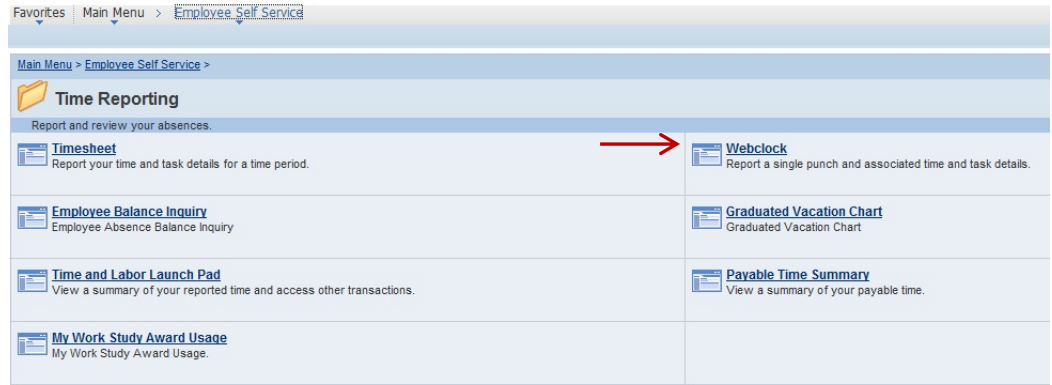 Favorites Main Menu > Employee Self Service
Main Menu > Employee Self Service >
Time Reporting
Report and review your absences.
Timesheet
Report your time and task details for a time period.
Webclock
Report a single punch and associated time and task details.
Employee Balance Inquiry
Employee Absence Balance Inquiry
Graduated Vacation Chart
Graduated Vacation Chart
Time and Labor Launch Pad
View a summary of your reported time and access other transactions.
Payable Time Summary
View a summary of your payable time.
My Work Study Award Usage
My Work Study Award Usage.